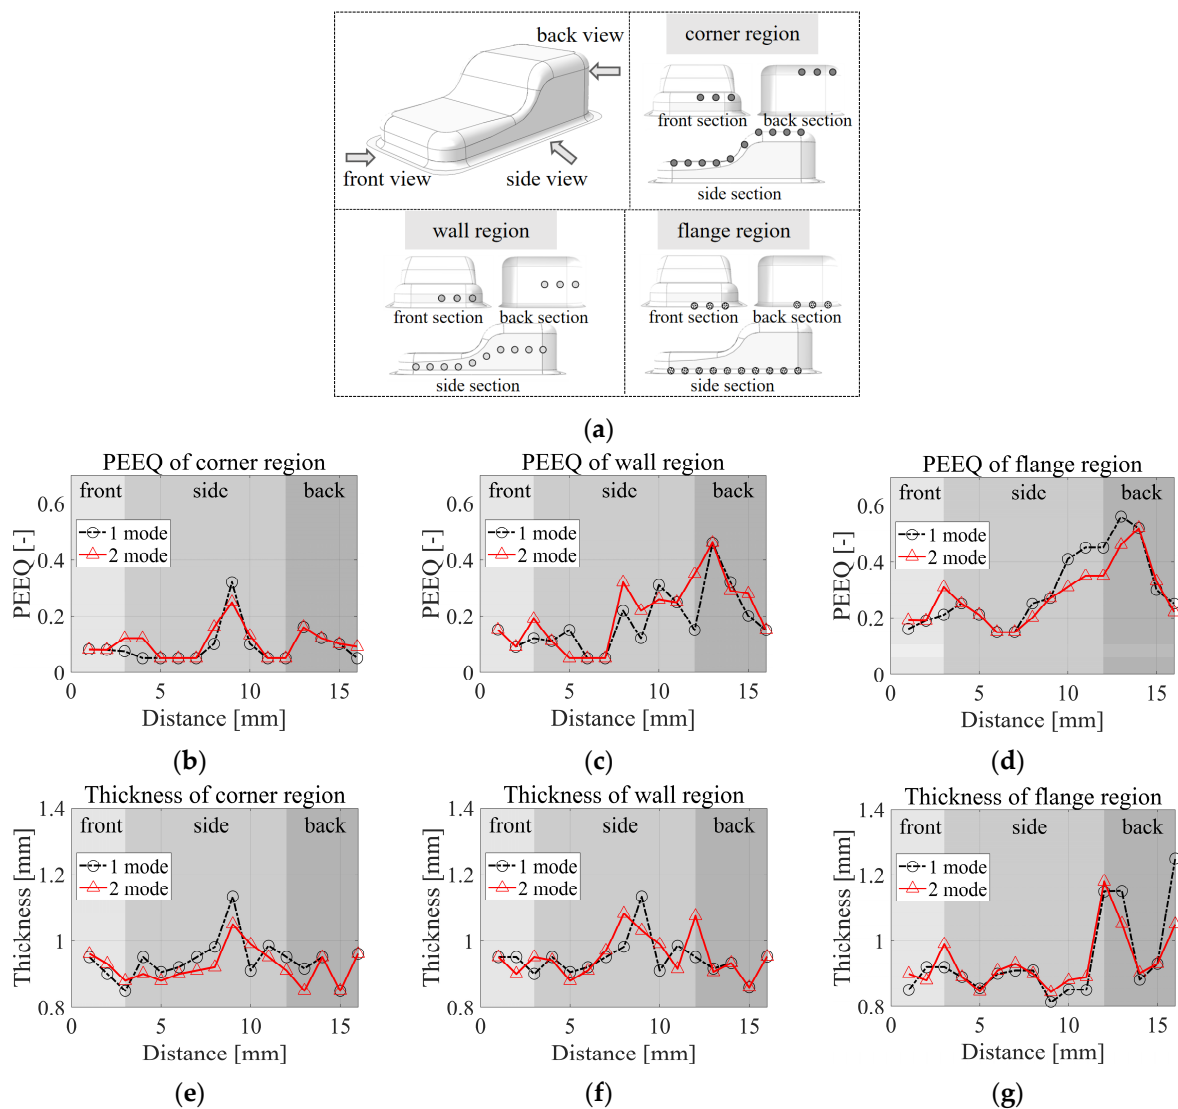 back view
front view
side view
corner region
front section
back section
side section
wall region
front section
back section
side section
flange region
front section
back section
side section
(a)
PEEQ of corner region
front
side
back
1 mode
2 mode
PEEQ [-]
0.6
0.4
0.2
0
0
5
10
15
Distance [mm]
(b)
PEEQ of wall region
front
side
back
1 mode
2 mode
PEEQ [-]
0.6
0.4
0.2
0
0
5
10
15
Distance [mm]
(c)
PEEQ of flange region
front
side
back
1 mode
2 mode
PEEQ [-]
0.6
0.4
0.2
0
0
5
10
15
Distance [mm]
(d)
Thickness of corner region
front
side
back
1 mode
2 mode
Thickness [mm]
1.4
1.2
1
0.8
0
5
10
15
Distance [mm]
(e)
Thickness of wall region
front
side
back
1 mode
2 mode
Thickness [mm]
1.4
1.2
1
0.8
0
5
10
15
Distance [mm]
(f)
Thickness of flange region
front
side
back
1 mode
2 mode
Thickness [mm]
1.4
1.2
1
0.8
0
5
10
15
Distance [mm]
(g)